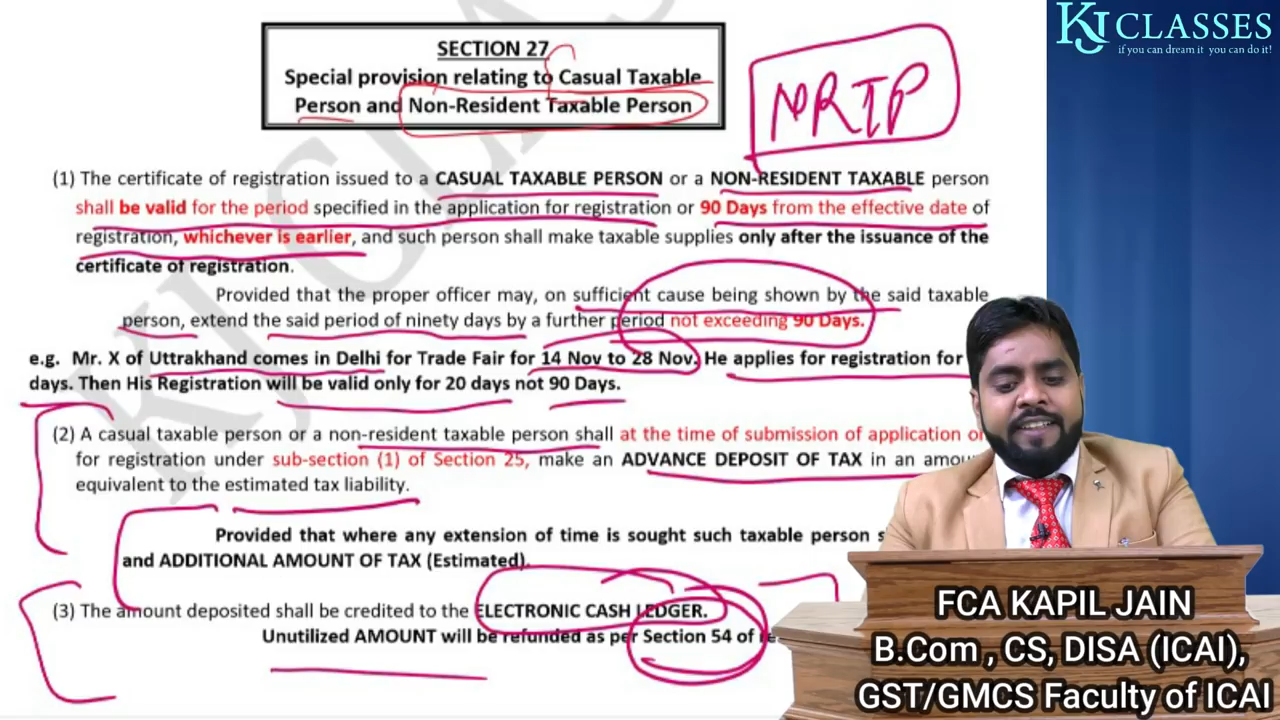 SECTION 27
Special provision relating to Casual Taxable
Person and Non-Resident Taxable Person
NRTP
KJ CLASSES
if you can dream it you can do it!
(1) The certificate of registration issued to a CASUAL TAXABLE PERSON or a NON-RESIDENT TAXABLE person
shall be valid for the period specified in the application for registration or 90 Days from the effective date of
registration, whichever is earlier, and such person shall make taxable supplies only after the issuance of the
certificate of registration.
Provided that the proper officer may, on sufficient cause being shown by the said taxable
person, extend the said period of ninety days by a further period not exceeding 90 Days.
e.g. Mr. X of Uttrakhand comes in Delhi for Trade Fair for 14 Nov to 28 Nov. He applies for registration for
days. Then His Registration will be valid only for 20 days not 90 Days.
(2) A casual taxable person or a non-resident taxable person shall at the time of submission of application
for registration under sub-section (1) of Section 25, make an ADVANCE DEPOSIT OF TAX in an
equivalent to the estimated tax liability.
Provided that where any extension of time is sought such taxable person
and ADDITIONAL AMOUNT OF TAX (Estimated).
(3) The amount deposited shall be credited to the ELECTRONIC CASH LEDGER.
Unutilized AMOUNT will be refunded as per Section 54 of
FCA KAPIL JAIN
B.Com , CS, DISA (ICAI),
GST/GMCS Faculty of ICAI